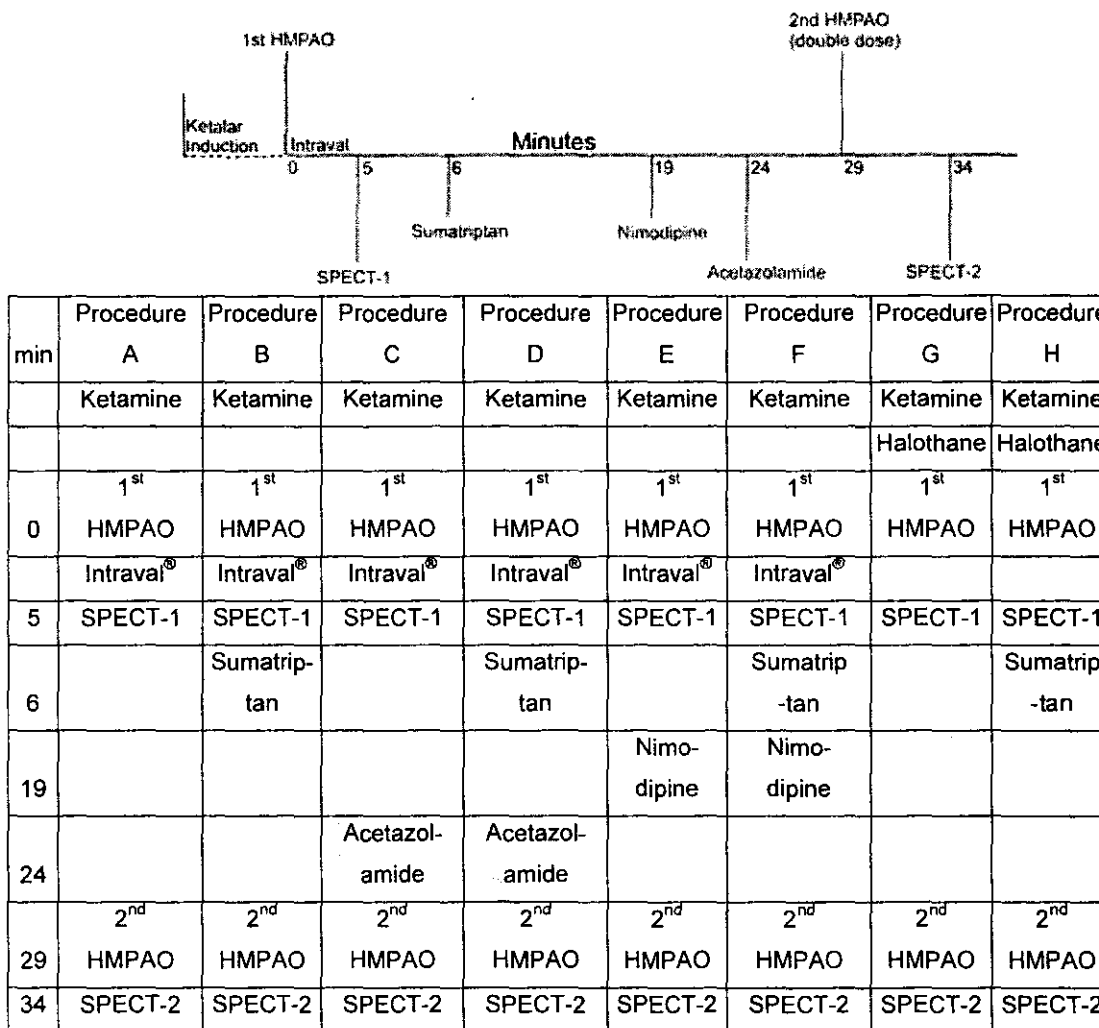 1st HMPAO
2nd HMPAO
(double dose)
Ketalar
Induction
Intraval
Minutes
0 5 6 19 24 29 34
Sumatriptan Nimodipine
SPECT-1 Acetazolamide SPECT-2
Procedure Procedure Procedure Procedure Procedure Procedure Procedure Procedure
min A B C D E F G H
Ketamine Ketamine Ketamine Ketamine Ketamine Ketamine Ketamine Ketamine
Halothane Halothane
1st 1st 1st 1st 1st 1st 1st 1st
0 HMPAO HMPAO HMPAO HMPAO HMPAO HMPAO HMPAO HMPAO
Intraval® Intraval® Intraval® Intraval® Intraval® Intraval®
5 SPECT-1 SPECT-1 SPECT-1 SPECT-1 SPECT-1 SPECT-1 SPECT-1 SPECT-1
Sumatrip- Sumatrip- Sumatrip Sumatrip
6 tan tan -tan -tan
Nimo- Nimo-
19 dipine dipine
Acetazol- Acetazol-
24 amide amide
2nd 2nd 2nd 2nd 2nd 2nd 2nd 2nd
29 HMPAO HMPAO HMPAO HMPAO HMPAO HMPAO HMPAO HMPAO
34 SPECT-2 SPECT-2 SPECT-2 SPECT-2 SPECT-2 SPECT-2 SPECT-2 SPECT-2